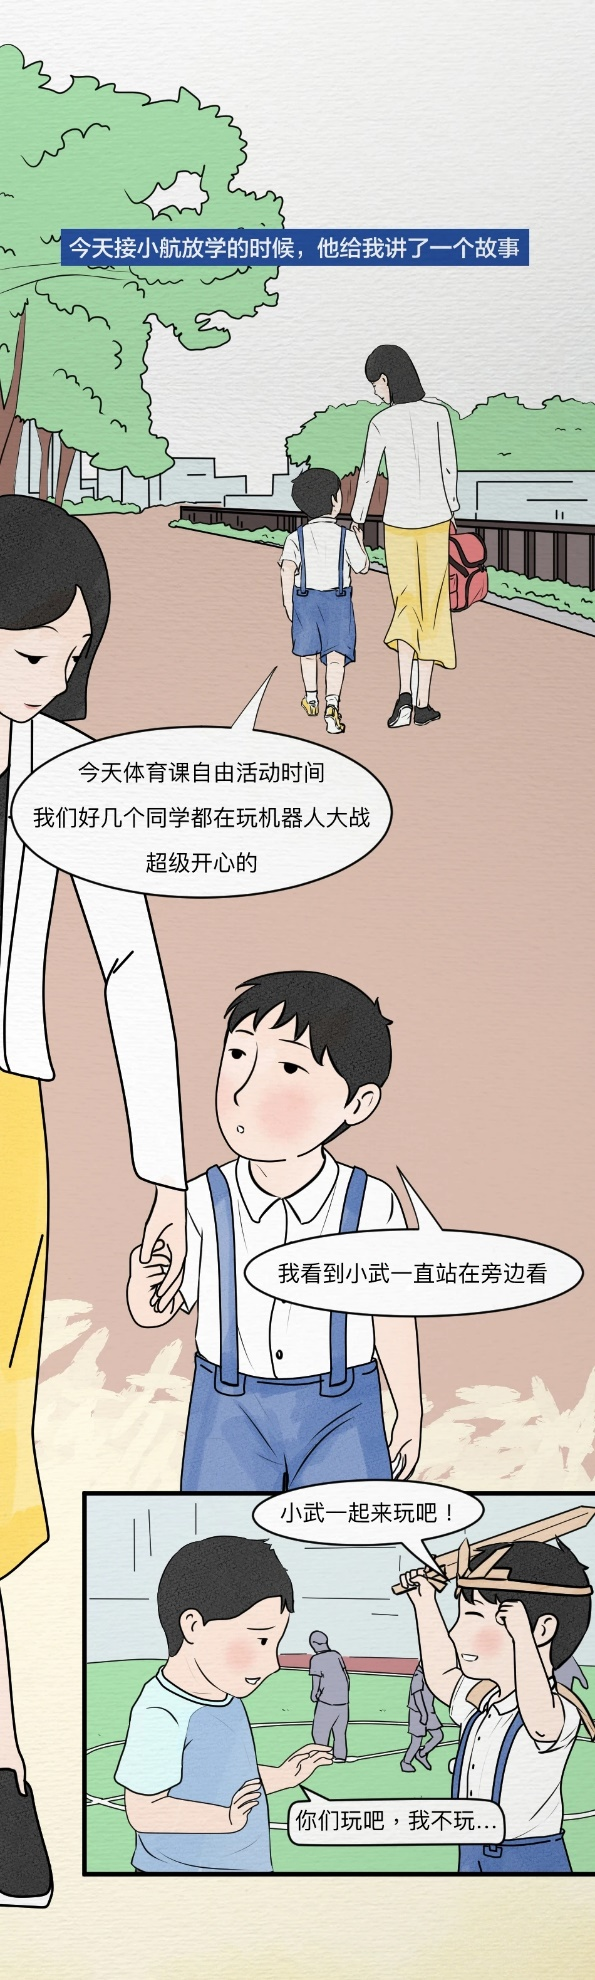 今天接小航放学的时候，他给我讲了一个故事
今天体育课自由活动时间
我们好几个同学都在玩机器人大战
超级开心的
我看到小武一直站在旁边看
小武一起来玩吧！
你们玩吧，我不玩...